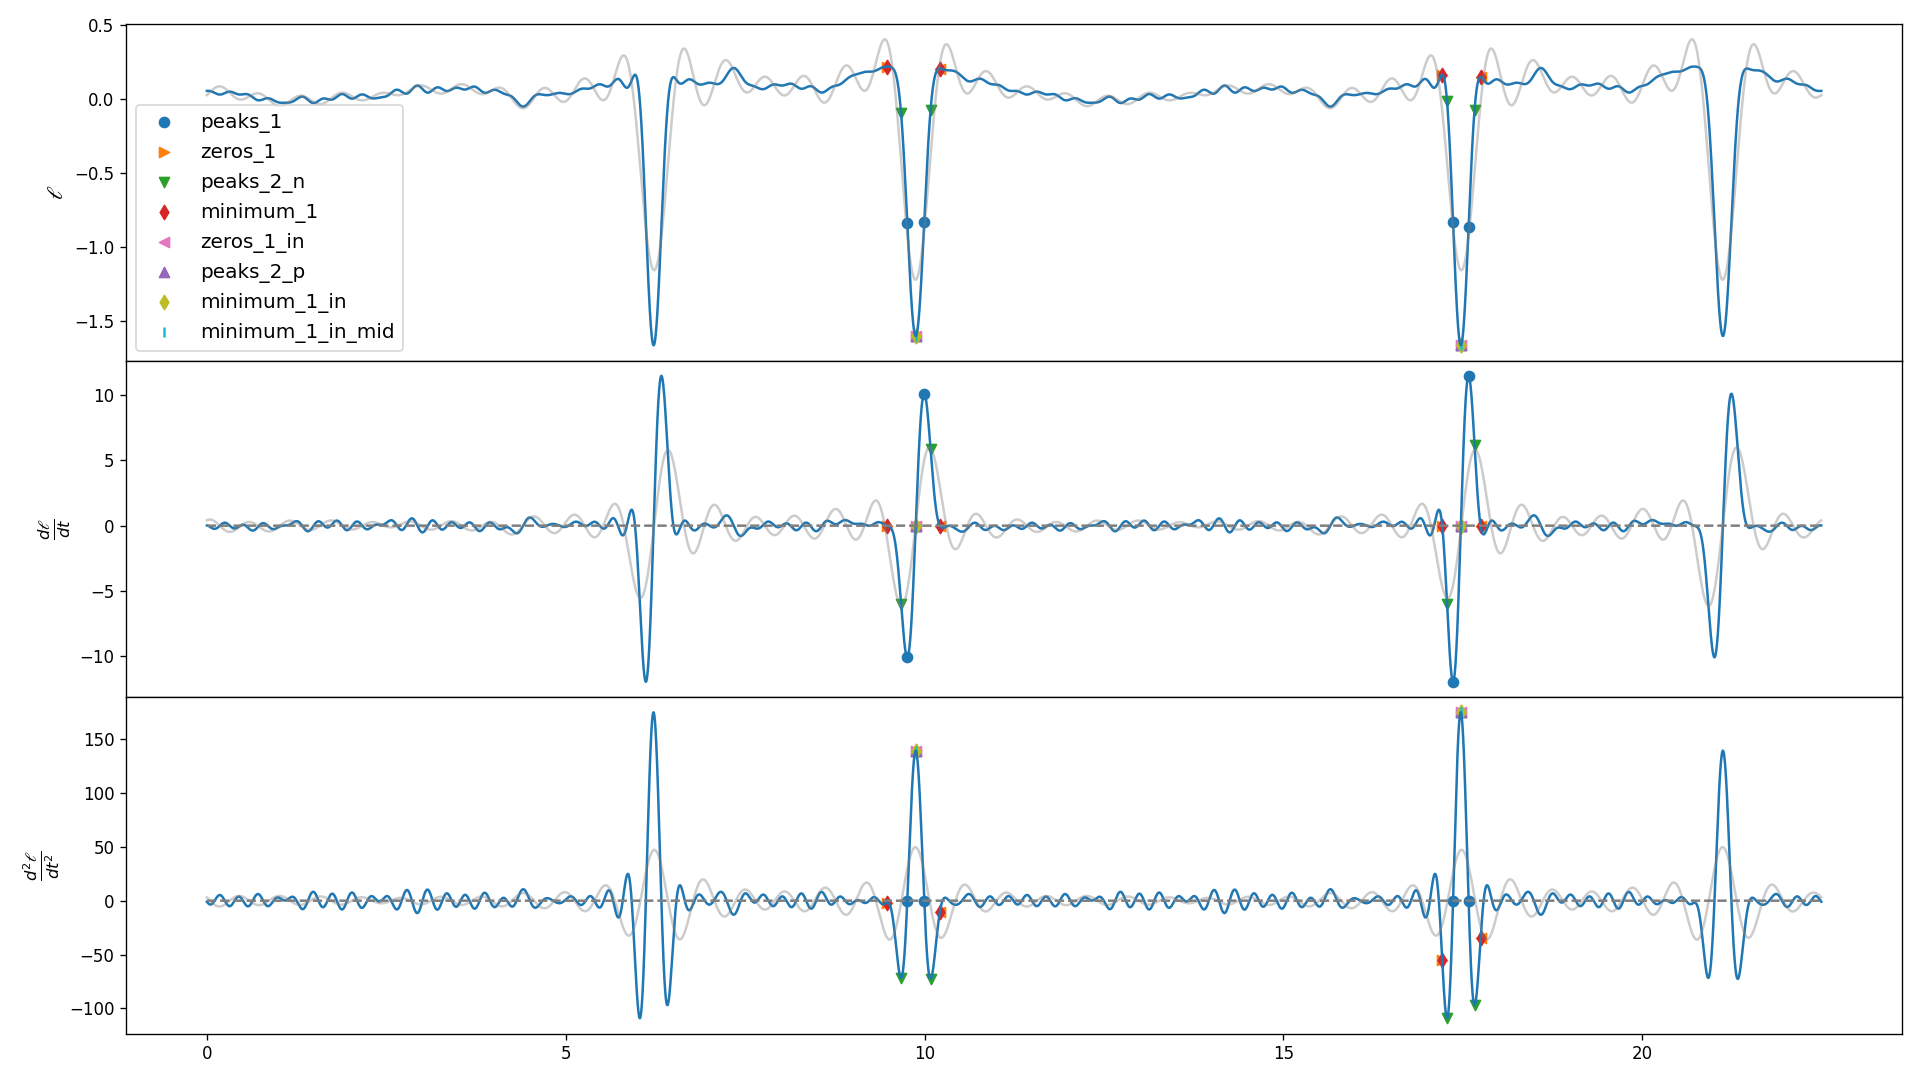 0.5
0.0
−0.5
−1.0
−1.5
ℓ
peaks_1
zeros_1
peaks_2_n
minimum_1
zeros_1_in
peaks_2_p
minimum_1_in
minimum_1_in_mid
10
5
0
−5
−10
dℓ
dt
150
100
50
0
−50
−100
d²ℓ
dt²
0 5 10 15 20